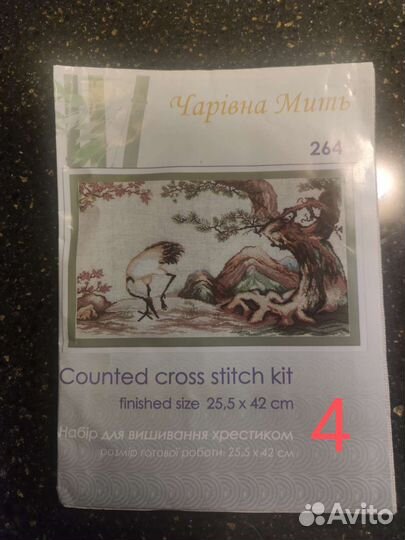 Чарівна Мить
264
Counted cross stitch kit
finished size 25,5 x 42 cm
Набір для вишивання хрестиком
розмір готової роботи: 25,5 x 42 см
4
Avito